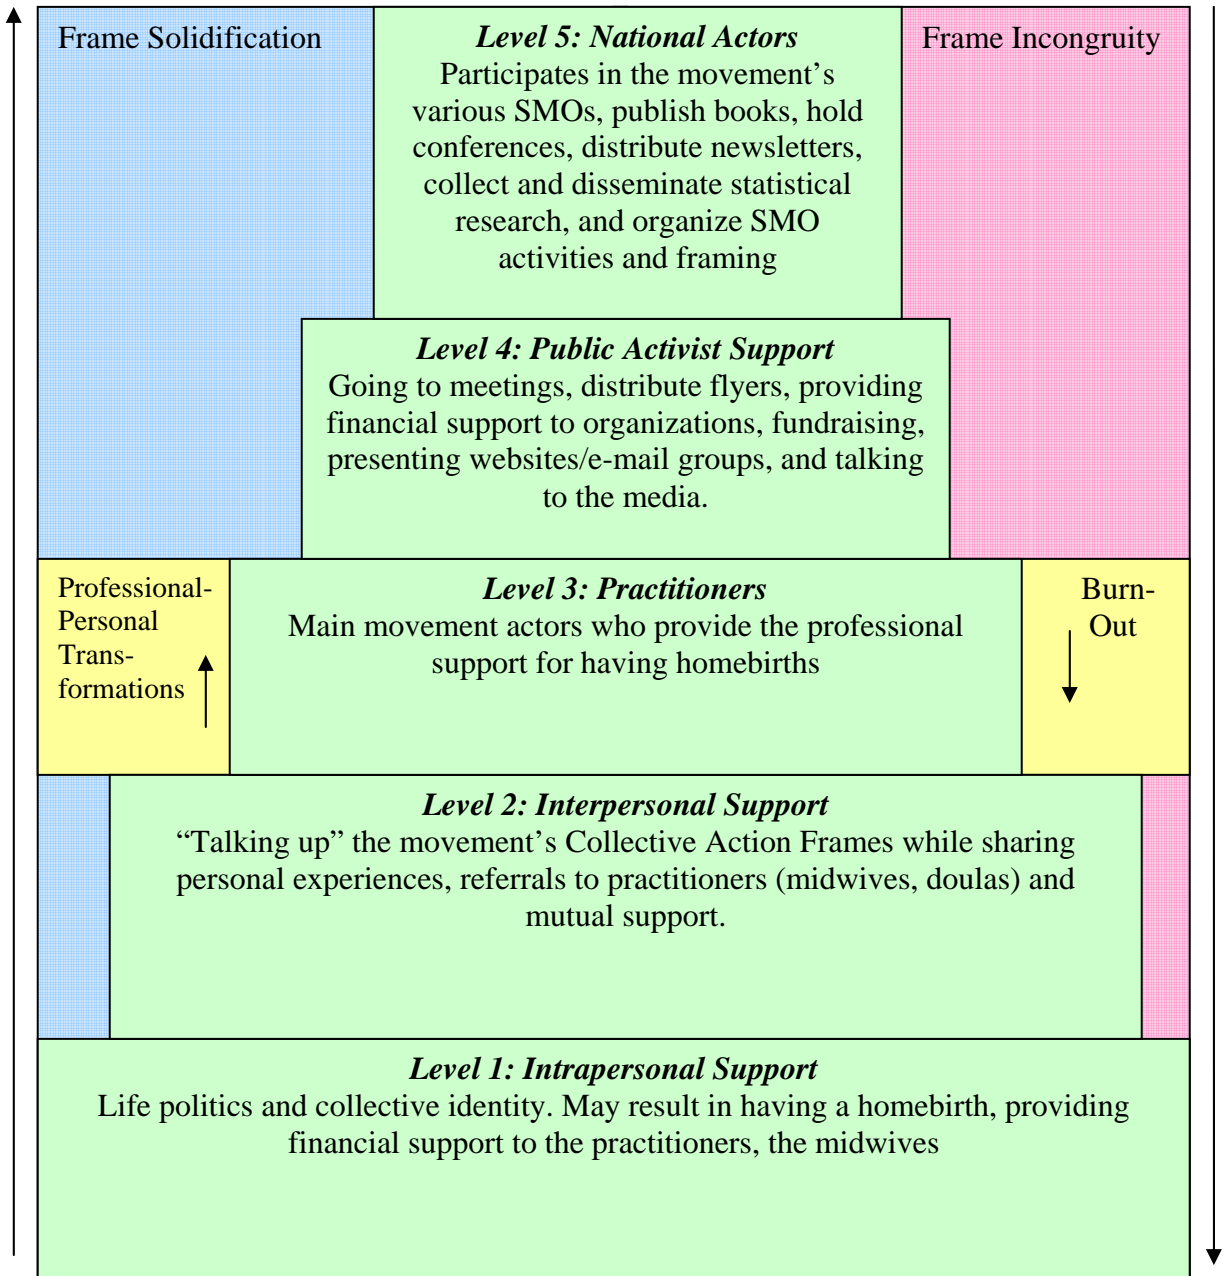 Frame Solidification
Level 5: National Actors
Participates in the movement’s
various SMOs, publish books, hold
conferences, distribute newsletters,
collect and disseminate statistical
research, and organize SMO
activities and framing
Frame Incongruity
Level 4: Public Activist Support
Going to meetings, distribute flyers, providing
financial support to organizations, fundraising,
presenting websites/e-mail groups, and talking
to the media.
Professional-
Personal
Trans-
formations
Level 3: Practitioners
Main movement actors who provide the professional
support for having homebirths
Burn-
Out
Level 2: Interpersonal Support
“Talking up” the movement’s Collective Action Frames while sharing
personal experiences, referrals to practitioners (midwives, doulas) and
mutual support.
Level 1: Intrapersonal Support
Life politics and collective identity. May result in having a homebirth, providing
financial support to the practitioners, the midwives